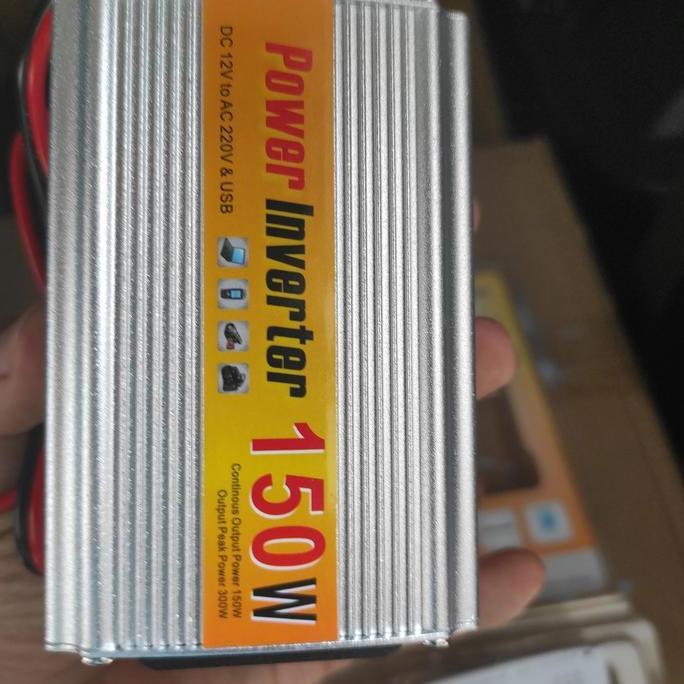 Power Inverter 150W
DC 12V to AC 220V & USB
Continous Output Power 150W
Output Peak Power 300W